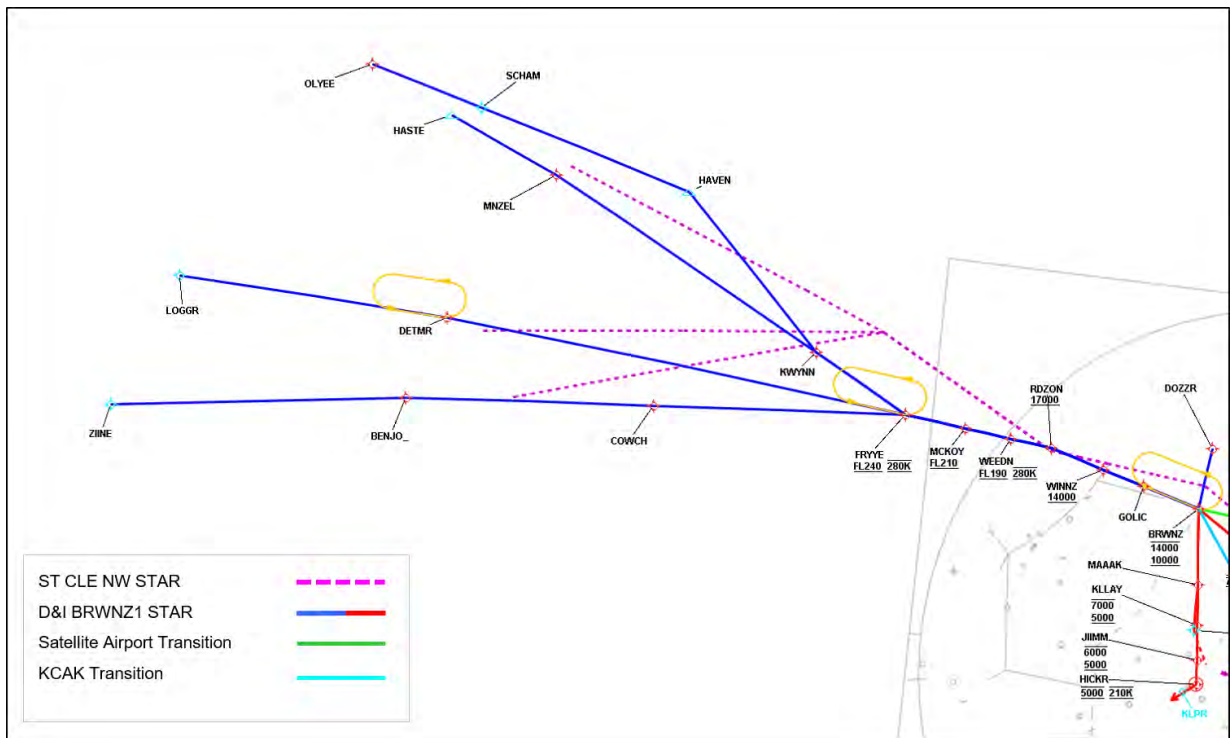 OLYEE
SCHAM
HASTE
MNZEL
HAVEN
LOGGR
DETMR
KWYNN
ZIINE
BENJO_
COWCH
FRYYE
FL240 280K
MCKOY
FL210
WEEDN
FL190 280K
RDZON
17000
DOZZR
WINNZ
14000
GOLIC
BRWNZ
14000
10000
MAAAK
KLLAY
7000
5000
JIIMM
6000
5000
HICKR
5000 210K
KLPR
ST CLE NW STAR
D&I BRWNZ1 STAR
Satellite Airport Transition
KCAK Transition